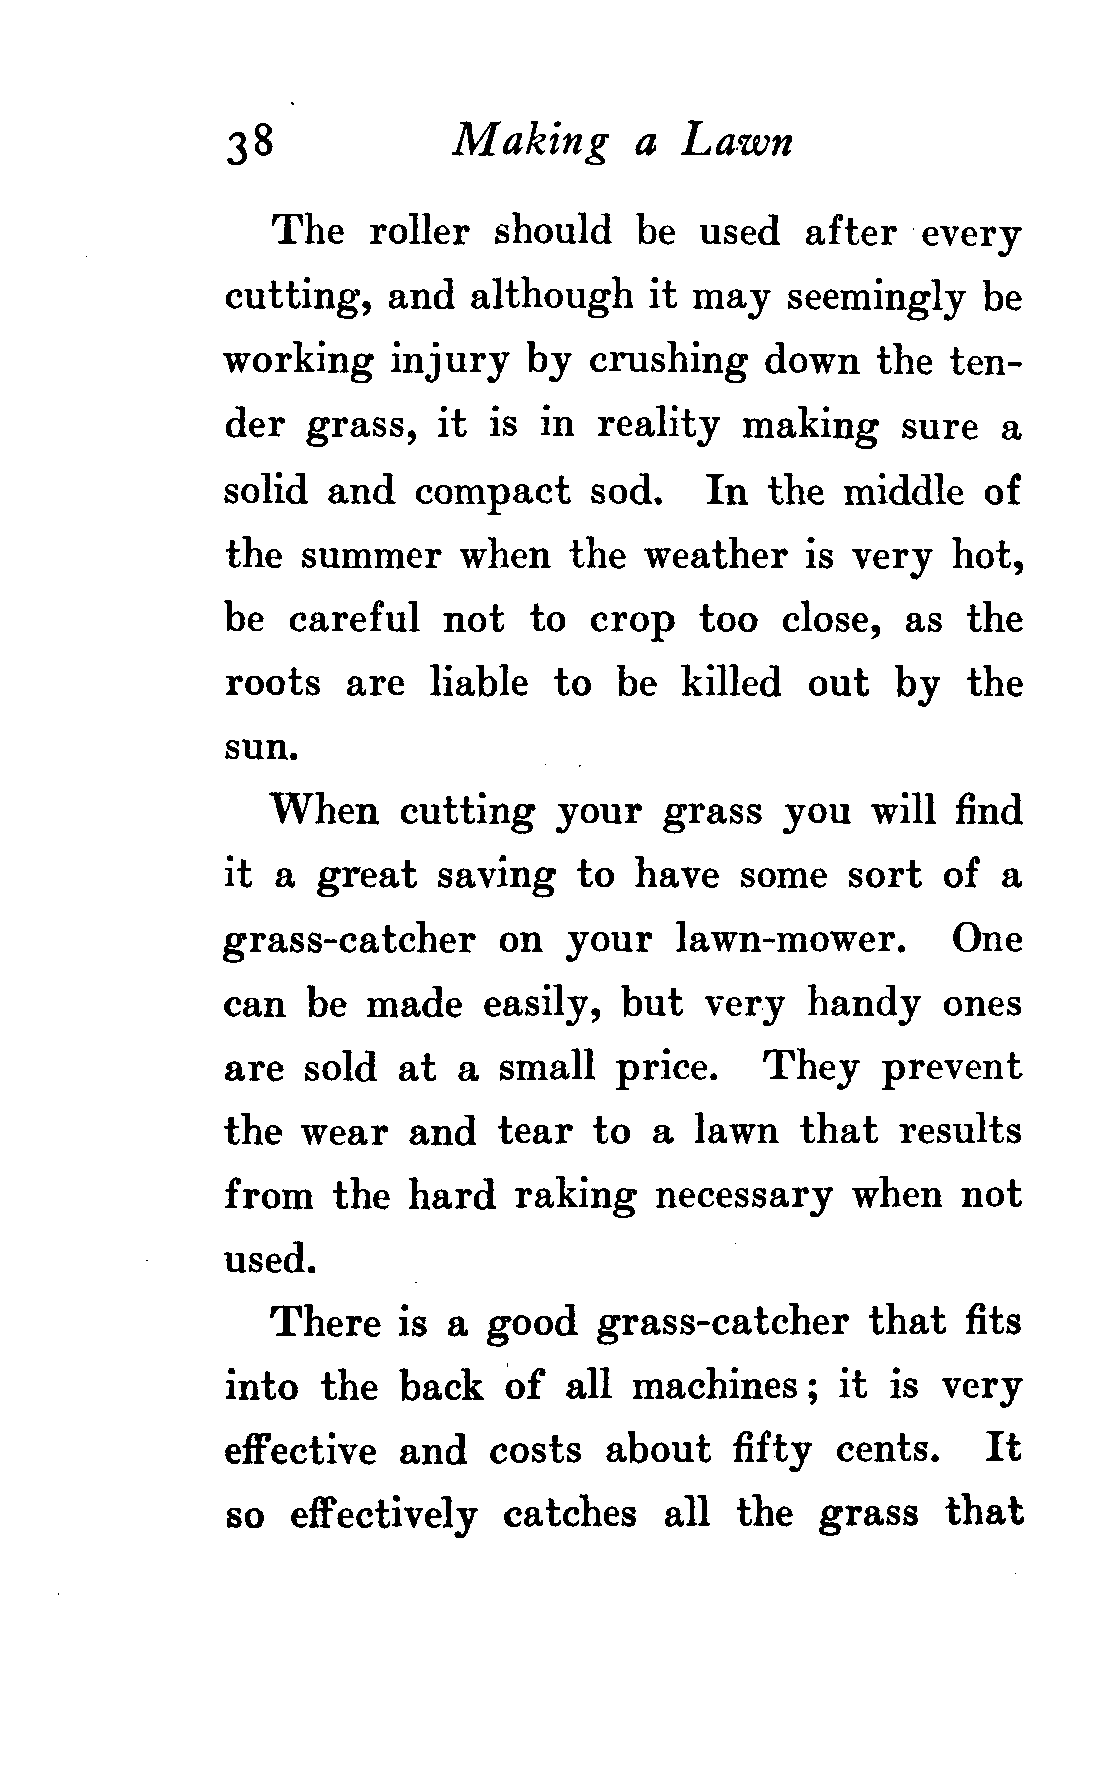 38 Making a Lawn
The roller should be used after every
cutting, and although it may seemingly be
working injury by crushing down the ten-
der grass, it is in reality making sure a
solid and compact sod. In the middle of
the summer when the weather is very hot,
be careful not to crop too close, as the
roots are liable to be killed out by the
sun.
When cutting your grass you will find
it a great saving to have some sort of a
grass-catcher on your lawn-mower. One
can be made easily, but very handy ones
are sold at a small price. They prevent
the wear and tear to a lawn that results
from the hard raking necessary when not
used.
There is a good grass-catcher that fits
into the back of all machines; it is very
effective and costs about fifty cents. It
so effectively catches all the grass that